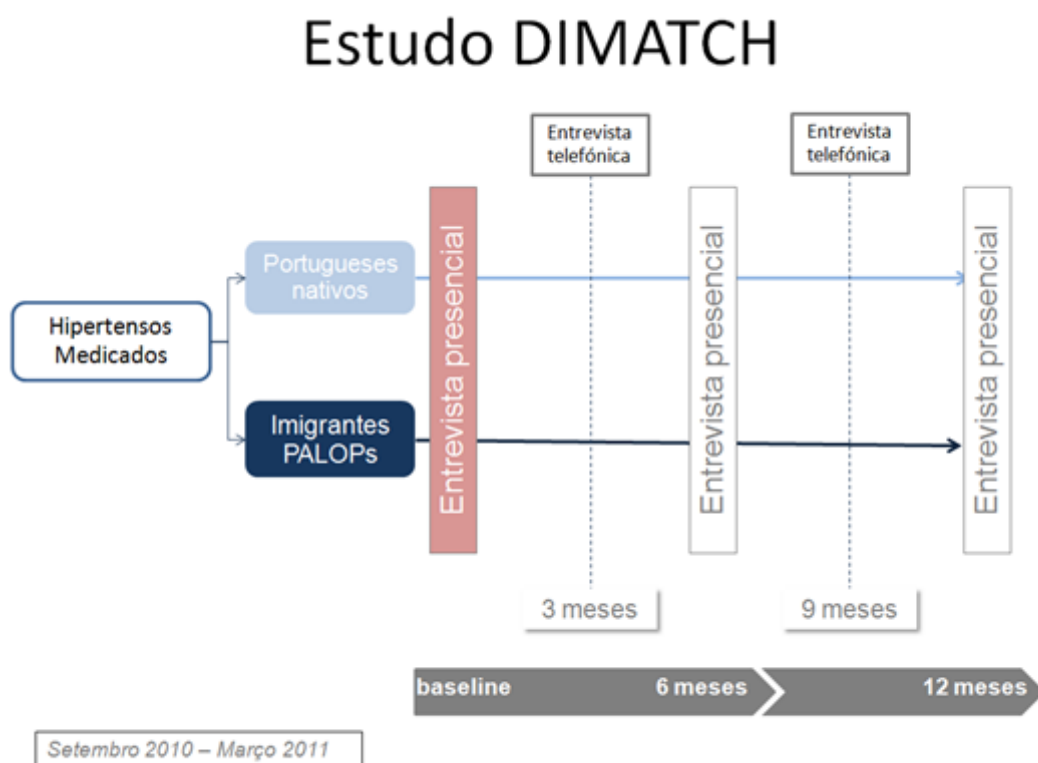 Estudo DIMATCH
Entrevista
telefónica
Entrevista
telefónica
Hipertensos
Medicados
Portugueses
nativos
Imigrantes
PALOPs
Entrevista presencial
Entrevista presencial
Entrevista presencial
3 meses
9 meses
baseline
6 meses
12 meses
Setembro 2010 – Março 2011